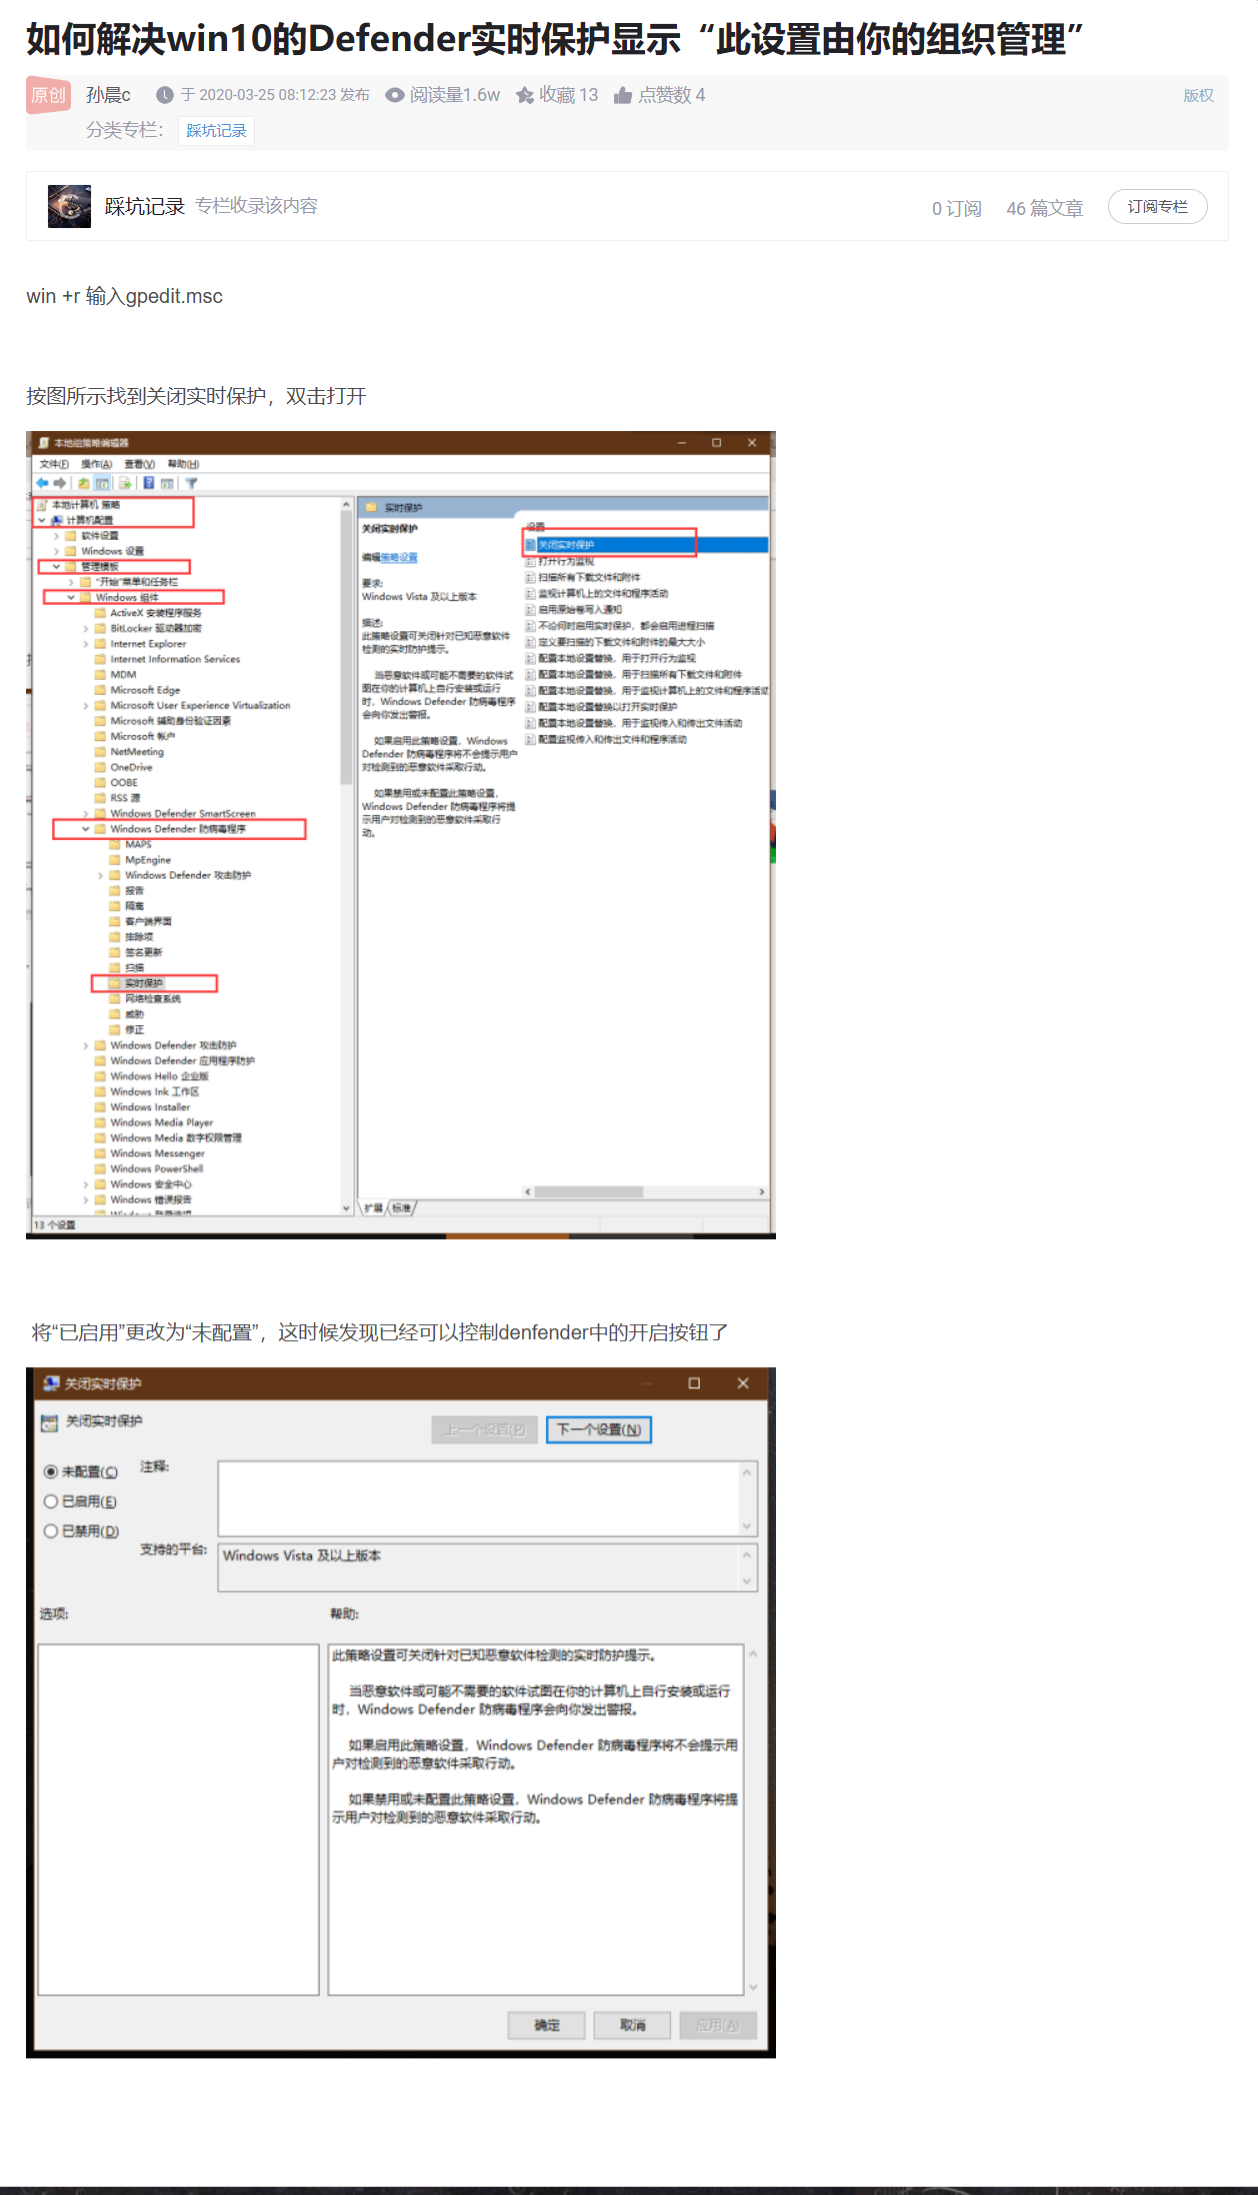 如何解决win10的Defender实时保护显示“此设置由你的组织管理”
原创 孙晨c 于 2020-03-25 08:12:23 发布 阅读量1.6w 收藏 13 点赞数 4 版权
分类专栏： 踩坑记录
踩坑记录 专栏收录该内容 0 订阅 46 篇文章 订阅专栏
win +r 输入gpedit.msc
按图所示找到关闭实时保护，双击打开
本地组策略编辑器
文件(F) 操作(A) 查看(V) 帮助(H)
本地计算机 策略
计算机配置
软件设置
Windows 设置
管理模板
"开始"菜单和任务栏
Windows 组件
ActiveX 安装程序服务
BitLocker 驱动器加密
Internet Explorer
Internet Information Services
MDM
Microsoft Edge
Microsoft User Experience Virtualization
Microsoft 辅助身份验证因素
Microsoft 帐户
NetMeeting
OneDrive
OOBE
RSS 源
Windows Defender SmartScreen
Windows Defender 防病毒程序
MAPS
MpEngine
Windows Defender 攻击防护
报告
隔离
客户端界面
排除项
签名更新
扫描
实时保护
网络检查系统
威胁
修正
Windows Defender 攻击防护
Windows Defender 应用程序防护
Windows Hello 企业版
Windows Ink 工作区
Windows Installer
Windows Media Player
Windows Media 数字权限管理
Windows Messenger
Windows PowerShell
Windows 安全中心
Windows 错误报告
Windows 登录选项
实时保护
关闭实时保护
编辑策略设置
要求:
Windows Vista 及以上版本
描述:
此策略设置可关闭针对已知恶意软件
检测的实时防护提示。
当恶意软件或可能不需要的软件试
图在你的计算机上自行安装或运行
时，Windows Defender 防病毒程序
会向你发出警报。
如果启用此策略设置，Windows
Defender 防病毒程序将不会提示用户
对检测到的恶意软件采取行动。
如果禁用或未配置此策略设置，
Windows Defender 防病毒程序将提
示用户对检测到的恶意软件采取行
动。
设置
关闭实时保护
打开行为监视
扫描所有下载文件和附件
监视计算机上的文件和程序活动
启用原始卷写入通知
不论何时启用实时保护，都会启用进程扫描
定义要扫描的下载文件和附件的最大大小
配置本地设置替换，用于打开行为监视
配置本地设置替换，用于扫描所有下载文件和附件
配置本地设置替换，用于监视计算机上的文件和程序活动
配置本地设置替换以打开实时保护
配置本地设置替换，用于监视传入和传出文件活动
配置监视传入和传出文件和程序活动
扩展 标准
13 个设置
将“已启用”更改为“未配置”，这时候发现已经可以控制denfender中的开启按钮了
关闭实时保护
关闭实时保护
上一个设置(P) 下一个设置(N)
未配置(C) 注释:
已启用(E)
已禁用(D)
支持的平台: Windows Vista 及以上版本
选项: 帮助:
此策略设置可关闭针对已知恶意软件检测的实时防护提示。
当恶意软件或可能不需要的软件试图在你的计算机上自行安装或运行
时，Windows Defender 防病毒程序会向你发出警报。
如果启用此策略设置，Windows Defender 防病毒程序将不会提示用
户对检测到的恶意软件采取行动。
如果禁用或未配置此策略设置，Windows Defender 防病毒程序将提
示用户对检测到的恶意软件采取行动。
确定 取消 应用(A)